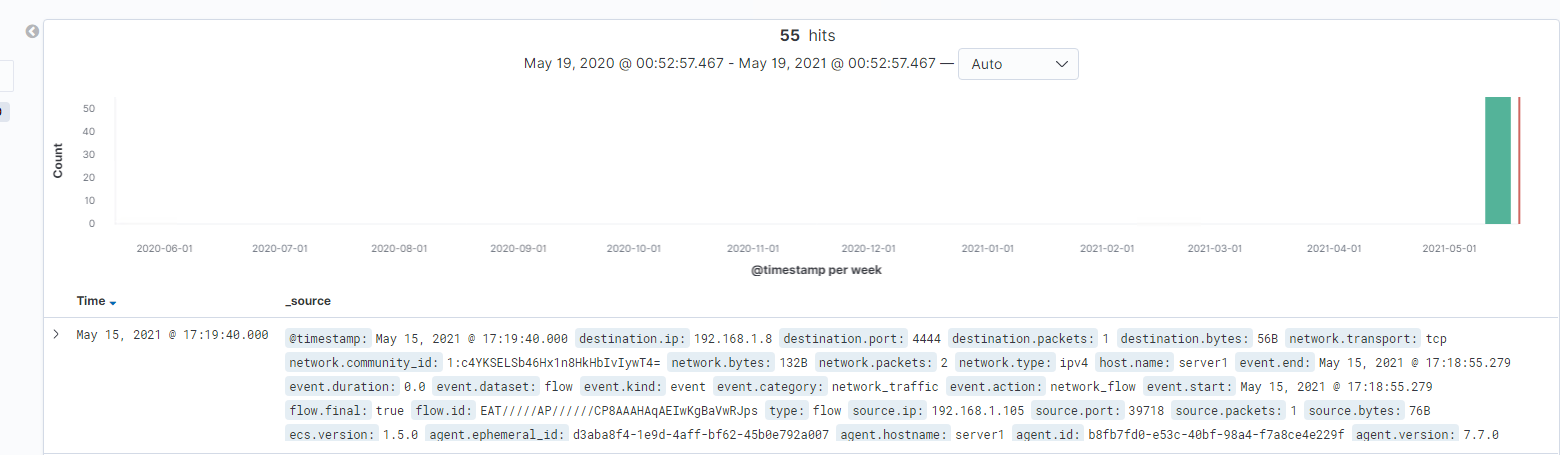 55 hits
May 19, 2020 @ 00:52:57.467 - May 19, 2021 @ 00:52:57.467 — Auto
Count
50
40
30
20
10
0
2020-06-01 2020-07-01 2020-08-01 2020-09-01 2020-10-01 2020-11-01 2020-12-01 2021-01-01 2021-02-01 2021-03-01 2021-04-01 2021-05-01
@timestamp per week
Time _source
May 15, 2021 @ 17:19:40.000 @timestamp: May 15, 2021 @ 17:19:40.000 destination.ip: 192.168.1.8 destination.port: 4444 destination.packets: 1 destination.bytes: 56B network.transport: tcp
network.community_id: 1:c4YKSELSb46Hx1n8HkHbIvIywT4= network.bytes: 132B network.packets: 2 network.type: ipv4 host.name: server1 event.end: May 15, 2021 @ 17:18:55.279
event.duration: 0.0 event.dataset: flow event.kind: event event.category: network_traffic event.action: network_flow event.start: May 15, 2021 @ 17:18:55.279
flow.final: true flow.id: EAT/////AP//////CP8AAAHAqAEIwKgBaVwRJps type: flow source.ip: 192.168.1.105 source.port: 39718 source.packets: 1 source.bytes: 76B
ecs.version: 1.5.0 agent.ephemeral_id: d3aba8f4-1e9d-4aff-bf62-45b0e792a007 agent.hostname: server1 agent.id: b8fb7fd0-e53c-40bf-98a4-f7a8ce4e229f agent.version: 7.7.0